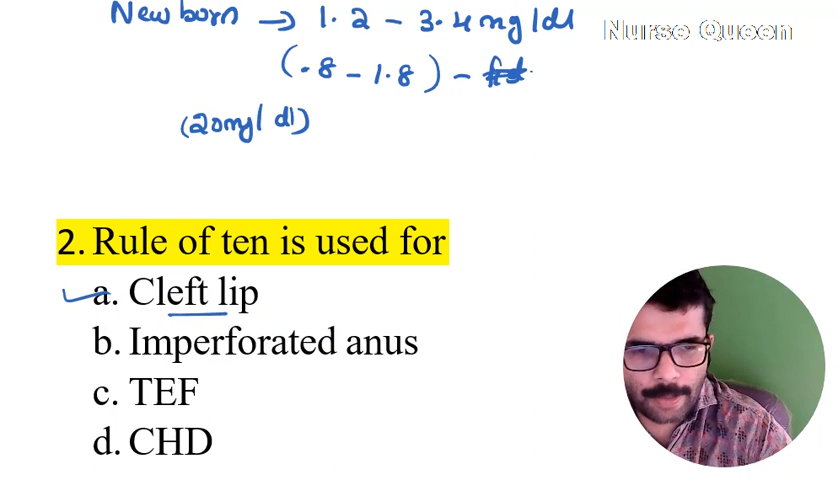 New born → 1.2 - 3.4 mg/dl
Nurse Queen
(.8 - 1.8) -
(20mg/dl)
2. Rule of ten is used for
a. Cleft lip
b. Imperforated anus
c. TEF
d. CHD